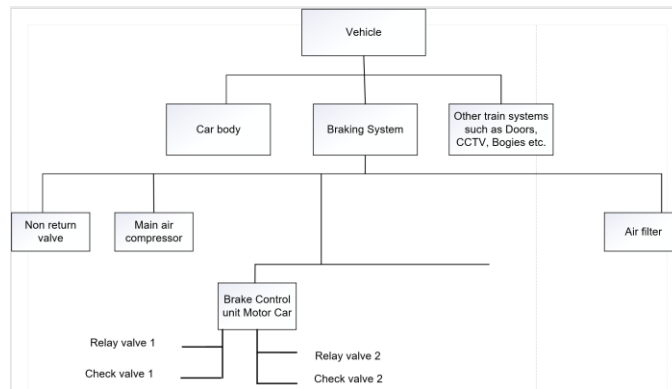 Vehicle
Car body
Braking System
Other train systems
such as Doors,
CCTV, Bogies etc.
Non return
valve
Main air
compressor
Air filter
Brake Control
unit Motor Car
Relay valve 1
Relay valve 2
Check valve 1
Check valve 2